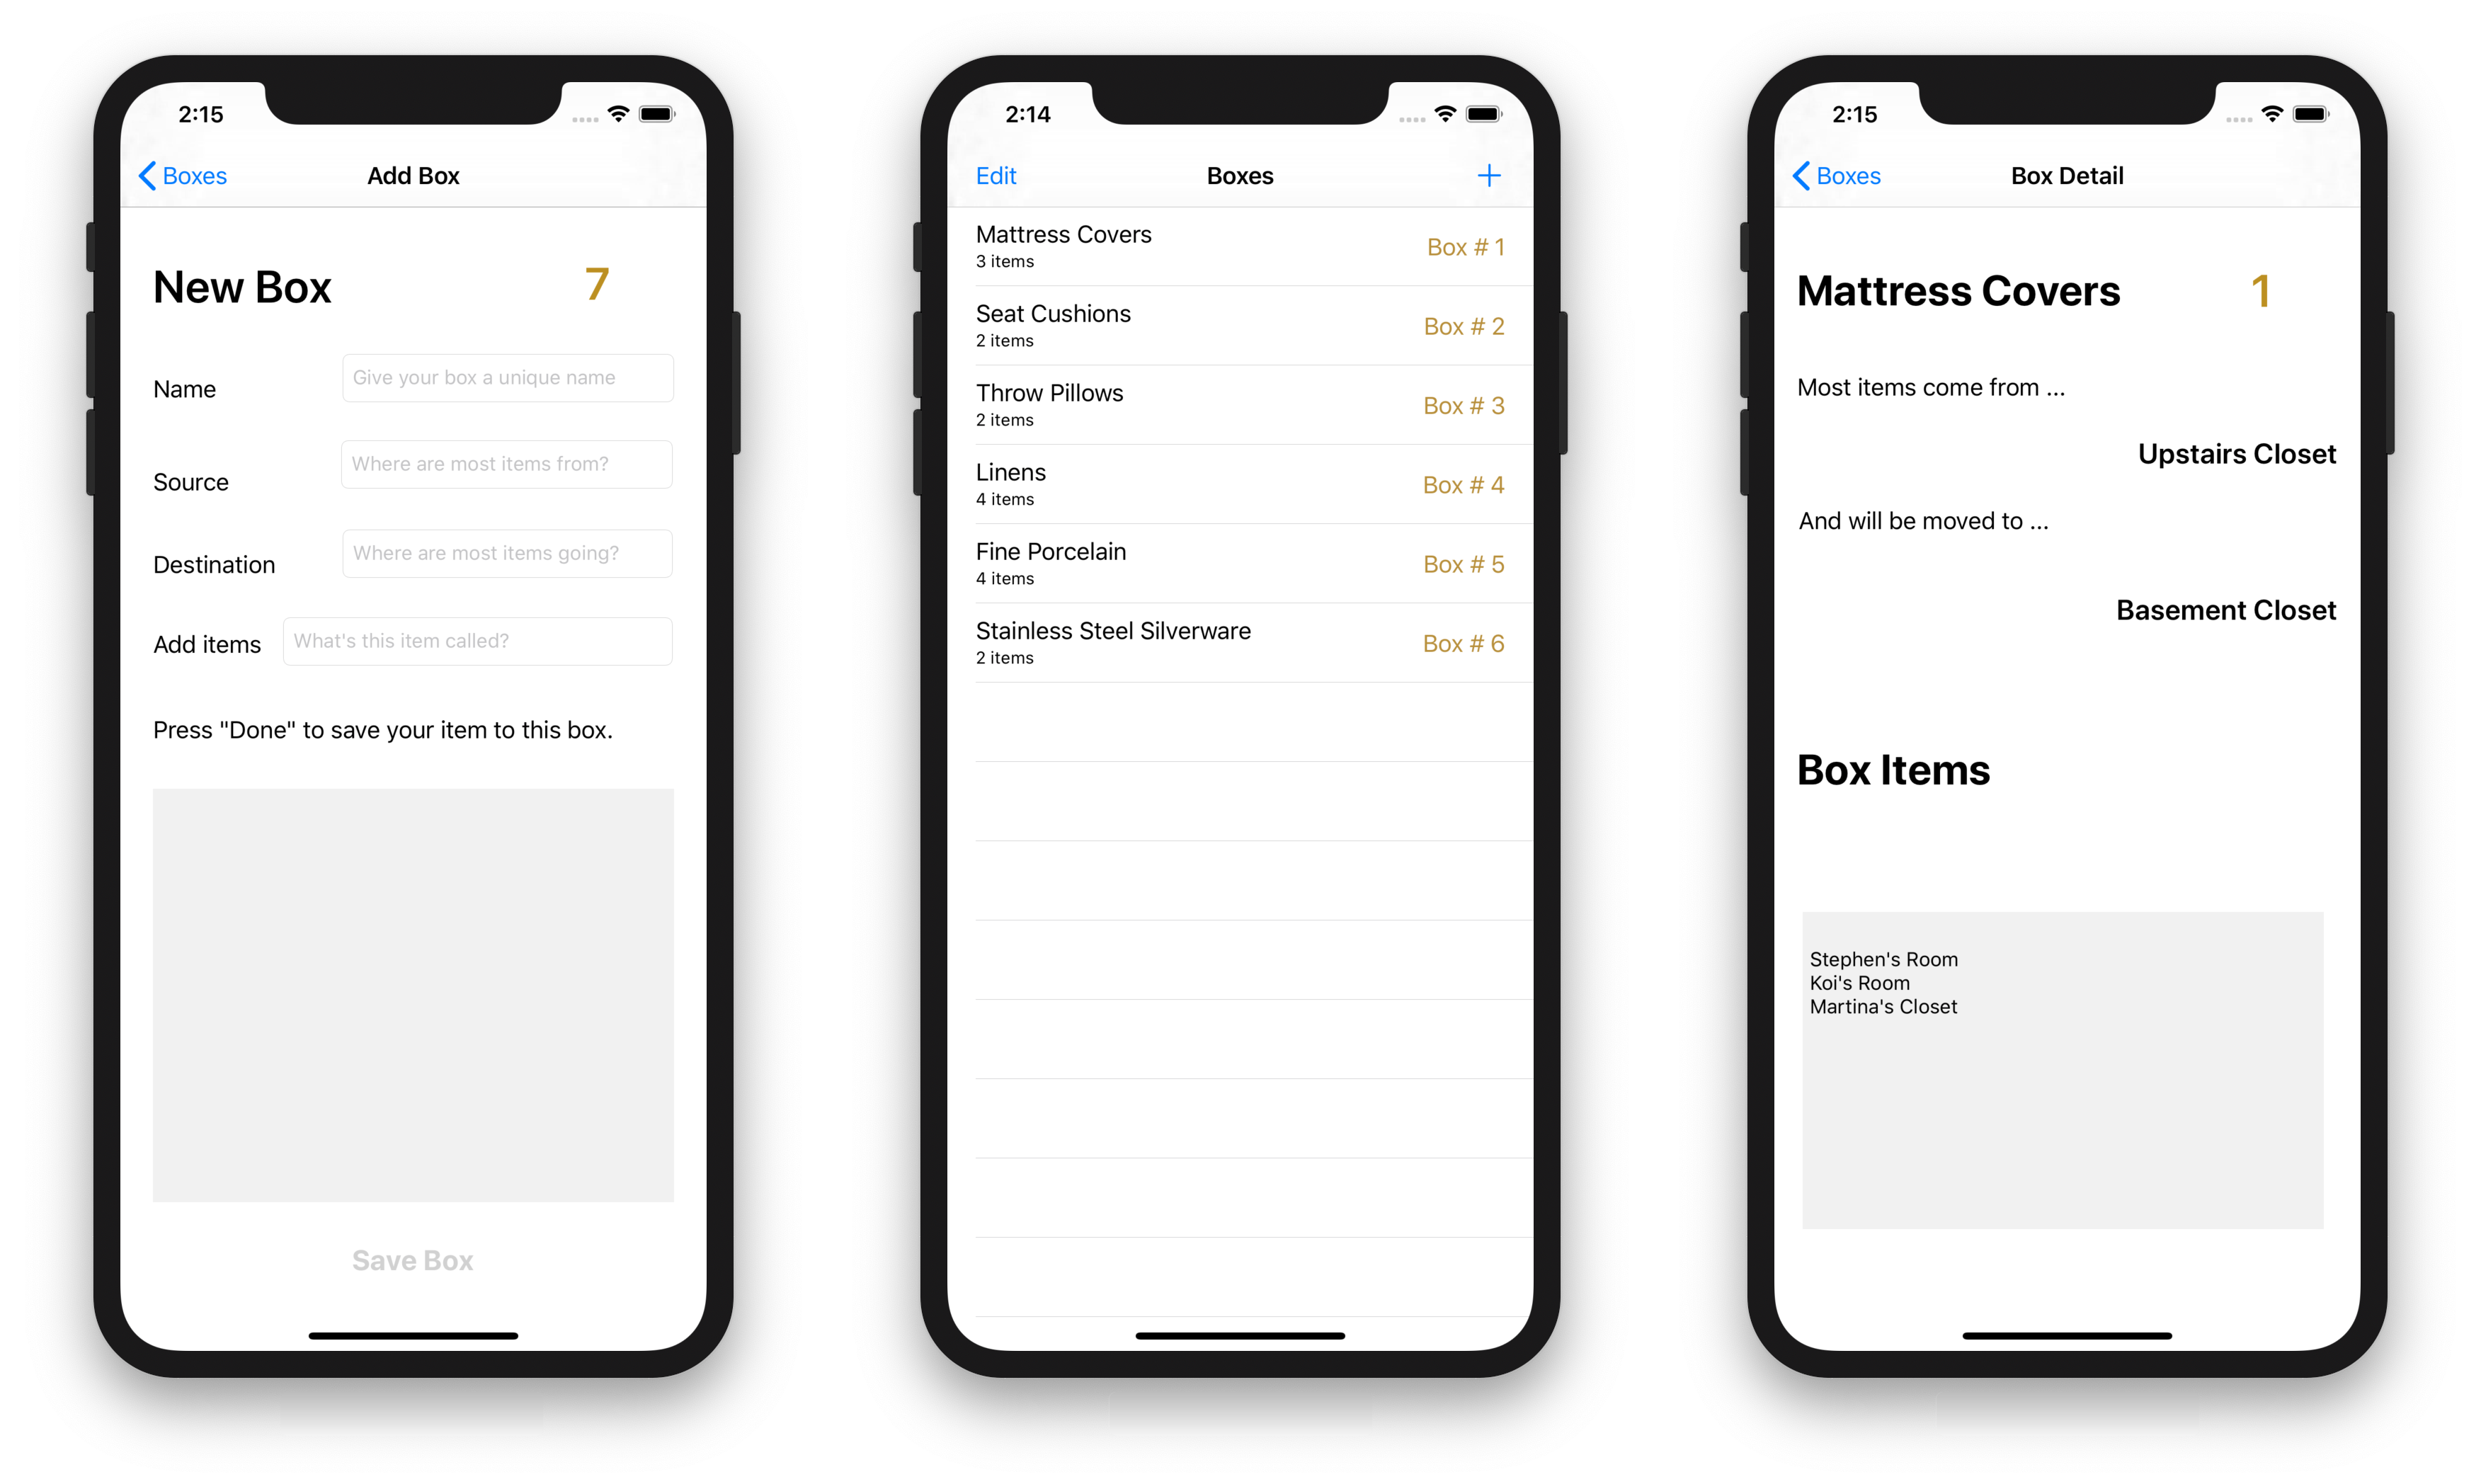 2:15
Boxes
Add Box
New Box
7
Name
Give your box a unique name
Source
Where are most items from?
Destination
Where are most items going?
Add items
What's this item called?
Press "Done" to save your item to this box.
Save Box
2:14
Edit
Boxes
+
Mattress Covers
3 items
Box # 1
Seat Cushions
2 items
Box # 2
Throw Pillows
2 items
Box # 3
Linens
4 items
Box # 4
Fine Porcelain
4 items
Box # 5
Stainless Steel Silverware
2 items
Box # 6
2:15
Boxes
Box Detail
Mattress Covers
1
Most items come from ...
Upstairs Closet
And will be moved to ...
Basement Closet
Box Items
Stephen's Room
Koi's Room
Martina's Closet